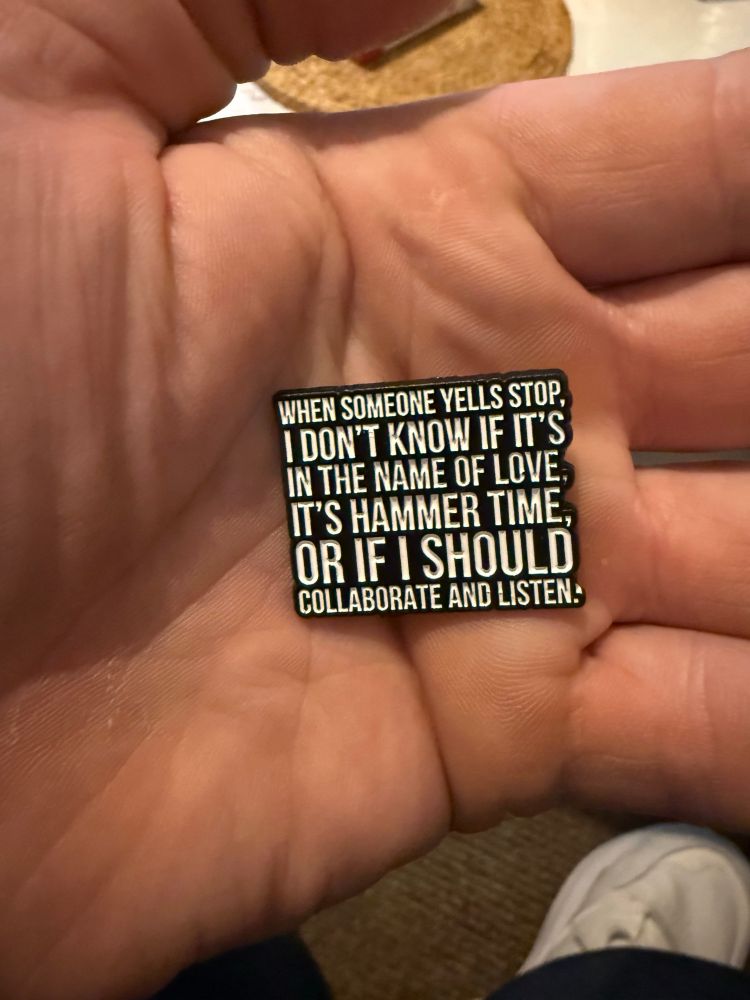 WHEN SOMEONE YELLS STOP,
I DON'T KNOW IF IT'S
IN THE NAME OF LOVE,
IT'S HAMMER TIME,
OR IF I SHOULD
COLLABORATE AND LISTEN.